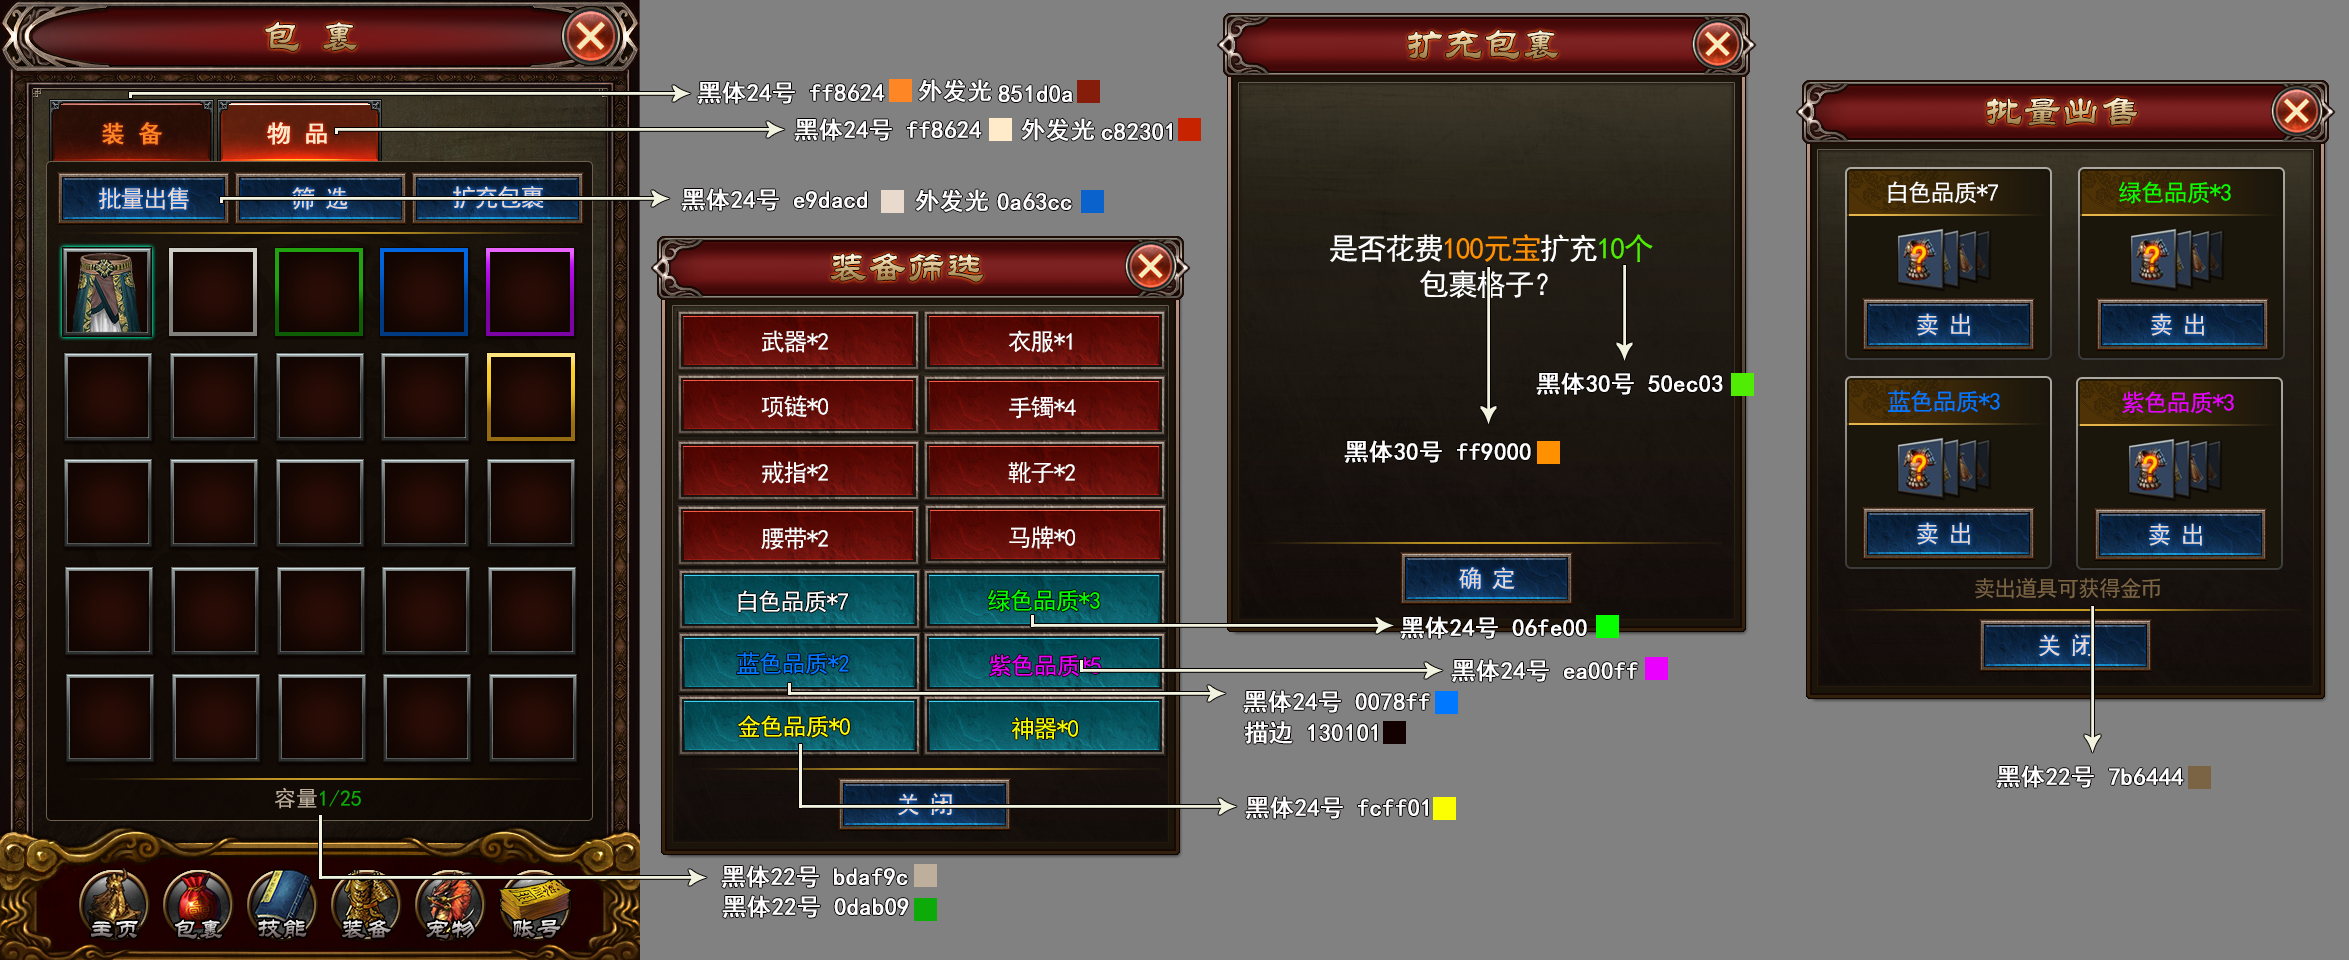 包 裹
装 备
物 品
批量出售
筛 选
扩充包裹
容量1/25
主页
包裹
技能
装备
宠物
账号
黑体24号 ff8624 外发光 851d0a
黑体24号 ff8624 外发光 c82301
黑体24号 e9dacd 外发光 0a63cc
装备筛选
武器*2
衣服*1
项链*0
手镯*4
戒指*2
靴子*2
腰带*2
马牌*0
白色品质*7
绿色品质*3
蓝色品质*2
紫色品质*5
金色品质*0
神器*0
关 闭
黑体22号 bdaf9c
黑体22号 0dab09
扩充包裹
是否花费100元宝扩充10个
包裹格子？
黑体30号 50ec03
黑体30号 ff9000
确 定
黑体24号 06fe00
黑体24号 ea00ff
黑体24号 0078ff
描边 130101
黑体24号 fcff01
批量出售
白色品质*7
绿色品质*3
卖 出
卖 出
蓝色品质*3
紫色品质*3
卖 出
卖 出
卖出道具可获得金币
关 闭
黑体22号 7b6444